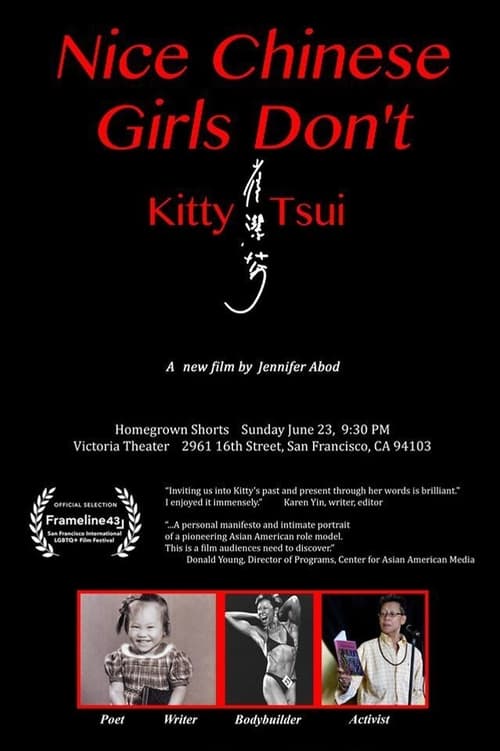 Nice Chinese
Girls Don't
Kitty Tsui
崔潔芬
A new film by Jennifer Abod
Homegrown Shorts Sunday June 23, 9:30 PM
Victoria Theater 2961 16th Street, San Francisco, CA 94103
OFFICIAL SELECTION
Frameline43
San Francisco International
LGBTQ+ Film Festival
"Inviting us into Kitty's past and present through her words is brilliant."
I enjoyed it immensely." Karen Yin, writer, editor
"...A personal manifesto and intimate portrait
of a pioneering Asian American role model.
This is a film audiences need to discover."
Donald Young, Director of Programs, Center for Asian American Media
Poet Writer Bodybuilder Activist